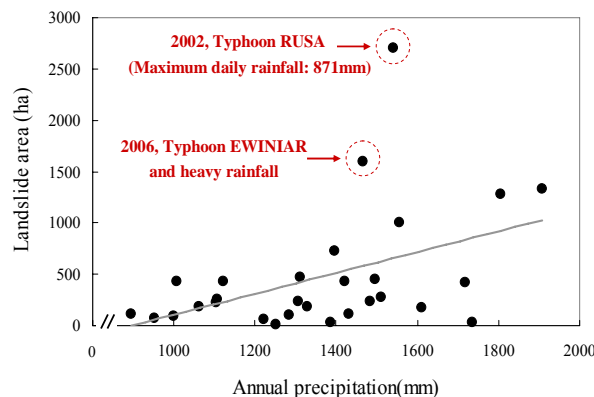 3000
2500
2000
1500
1000
500
0
Landslide area (ha)
2002, Typhoon RUSA
(Maximum daily rainfall: 871mm)
2006, Typhoon EWINIAR
and heavy rainfall
0 1000 1200 1400 1600 1800 2000
Annual precipitation(mm)